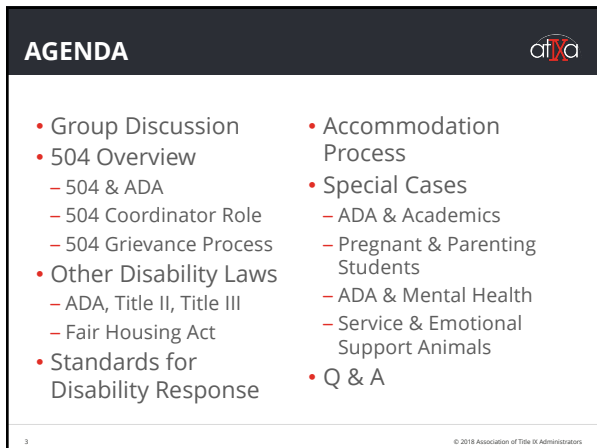 AGENDA
atIXa
• Group Discussion
• 504 Overview
– 504 & ADA
– 504 Coordinator Role
– 504 Grievance Process
• Other Disability Laws
– ADA, Title II, Title III
– Fair Housing Act
• Standards for
Disability Response
• Accommodation
Process
• Special Cases
– ADA & Academics
– Pregnant & Parenting
Students
– ADA & Mental Health
– Service & Emotional
Support Animals
• Q & A
3
© 2018 Association of Title IX Administrators